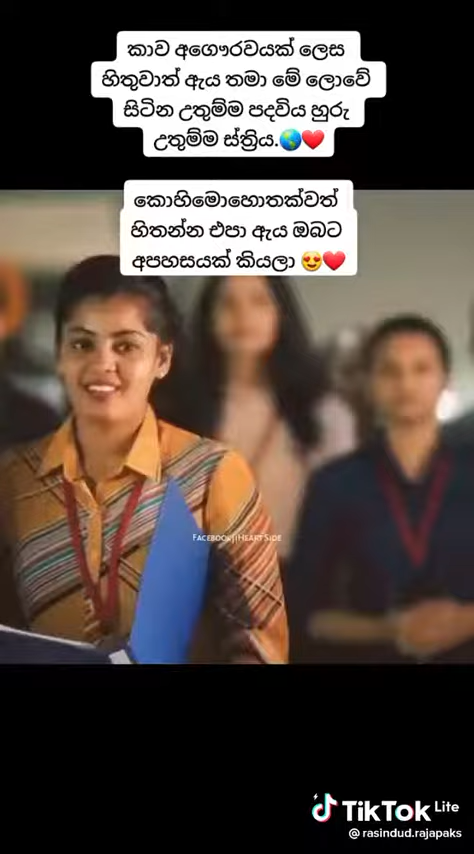 කාව අගෞරවයක් ලෙස
හිතුවාත් ඇය තමා මේ ලොවේ
සිටින උතුම්ම පදවිය හුරු
උතුම්ම ස්ත්‍රිය.🌎❤️
කොහිමොහොතක්වත්
හිතන්න එපා ඇය ඔබට
අපහසයක් කියලා 😍❤️
FACEBOOK||HEART SIDE
TikTok Lite
@rasindud.rajapaks